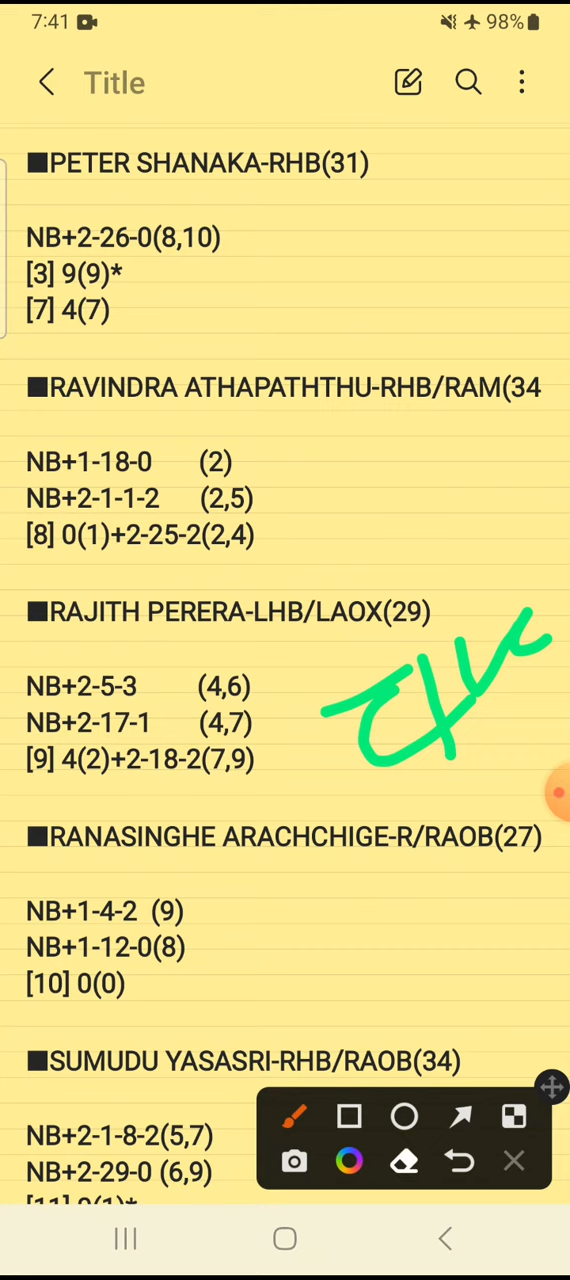 7:41 98%
Title
■PETER SHANAKA-RHB(31)
NB+2-26-0(8,10)
[3] 9(9)*
[7] 4(7)
■RAVINDRA ATHAPATHTHU-RHB/RAM(34
NB+1-18-0 (2)
NB+2-1-1-2 (2,5)
[8] 0(1)+2-25-2(2,4)
■RAJITH PERERA-LHB/LAOX(29)
NB+2-5-3 (4,6)
NB+2-17-1 (4,7)
[9] 4(2)+2-18-2(7,9)
■RANASINGHE ARACHCHIGE-R/RAOB(27)
NB+1-4-2 (9)
NB+1-12-0(8)
[10] 0(0)
■SUMUDU YASASRI-RHB/RAOB(34)
NB+2-1-8-2(5,7)
NB+2-29-0 (6,9)